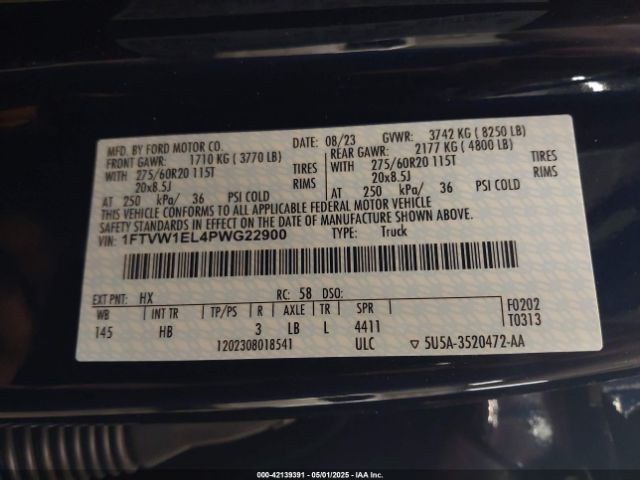 MFD. BY FORD MOTOR CO. DATE: 08/23 GVWR: 3742 KG ( 8250 LB)
FRONT GAWR: 1710 KG ( 3770 LB) REAR GAWR: 2177 KG ( 4800 LB)
WITH 275/60R20 115T TIRES WITH 275/60R20 115T TIRES
20x8.5J RIMS 20x8.5J RIMS
AT 250 kPa/ 36 PSI COLD AT 250 kPa/ 36 PSI COLD
THIS VEHICLE CONFORMS TO ALL APPLICABLE FEDERAL MOTOR VEHICLE
SAFETY STANDARDS IN EFFECT ON THE DATE OF MANUFACTURE SHOWN ABOVE.
VIN: 1FTVW1EL4PWG22900 TYPE: Truck
EXT PNT: HX RC: 58 DSO:
WB INT TR TP/PS R AXLE TR SPR F0202
145 HB 3 LB L 4411 T0313
1202308018541 ULC ▽ 5U5A-3520472-AA
000-42139391 - 05/01/2025 - IAA Inc.